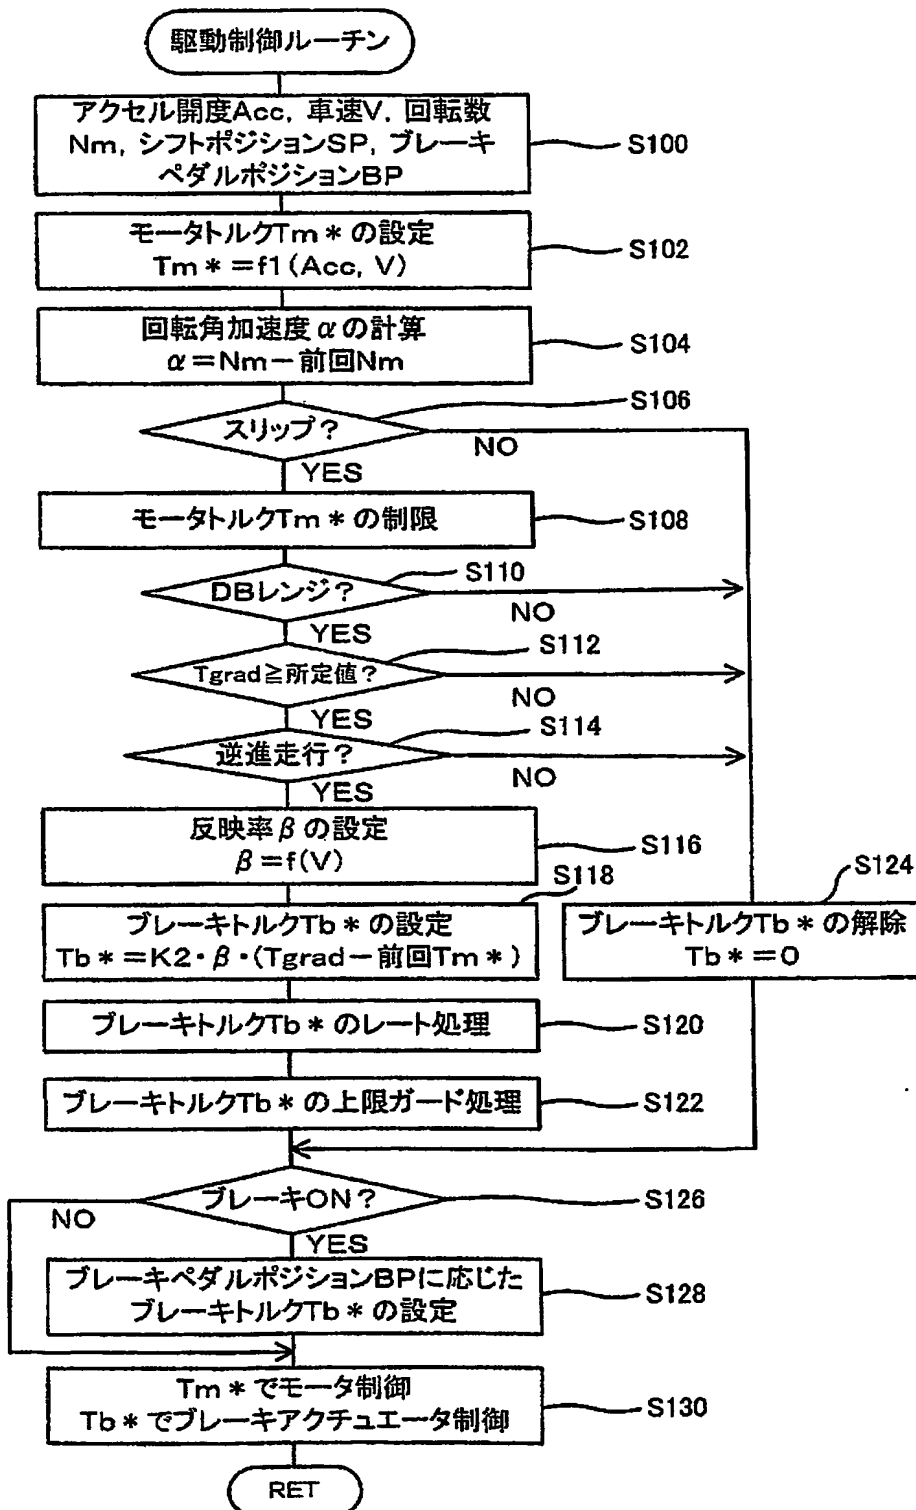 駆動制御ルーチン
アクセル開度Acc, 車速V, 回転数
Nm, シフトポジションSP, ブレーキ
ペダルポジションBP
S100
モータトルクTm*の設定
Tm*=f1(Acc, V)
S102
回転角加速度αの計算
α=Nm-前回Nm
S104
スリップ?
S106
NO
YES
モータトルクTm*の制限
S108
DBレンジ?
S110
NO
YES
Tgrad≧所定値?
S112
NO
YES
逆進走行?
S114
NO
YES
反映率βの設定
β=f(V)
S116
ブレーキトルクTb*の設定
Tb*=K2・β・(Tgrad-前回Tm*)
S118
ブレーキトルクTb*の解除
Tb*=0
S124
ブレーキトルクTb*のレート処理
S120
ブレーキトルクTb*の上限ガード処理
S122
ブレーキON?
S126
NO
YES
ブレーキペダルポジションBPに応じた
ブレーキトルクTb*の設定
S128
Tm*でモータ制御
Tb*でブレーキアクチュエータ制御
S130
RET